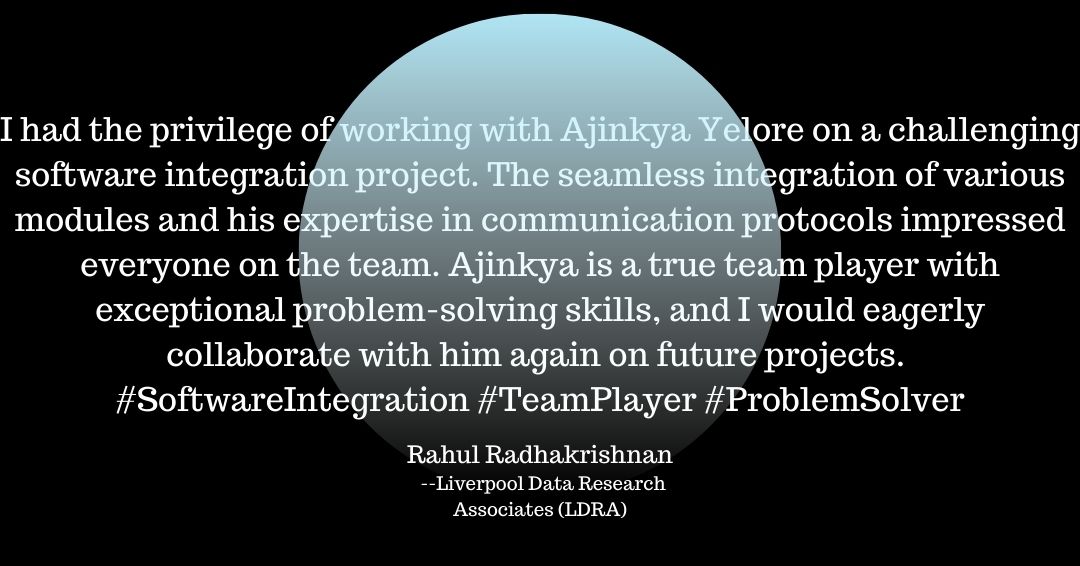 I had the privilege of working with Ajinkya Yelore on a challenging
software integration project. The seamless integration of various
modules and his expertise in communication protocols impressed
everyone on the team. Ajinkya is a true team player with
exceptional problem-solving skills, and I would eagerly
collaborate with him again on future projects.
#SoftwareIntegration #TeamPlayer #ProblemSolver
Rahul Radhakrishnan
--Liverpool Data Research
Associates (LDRA)